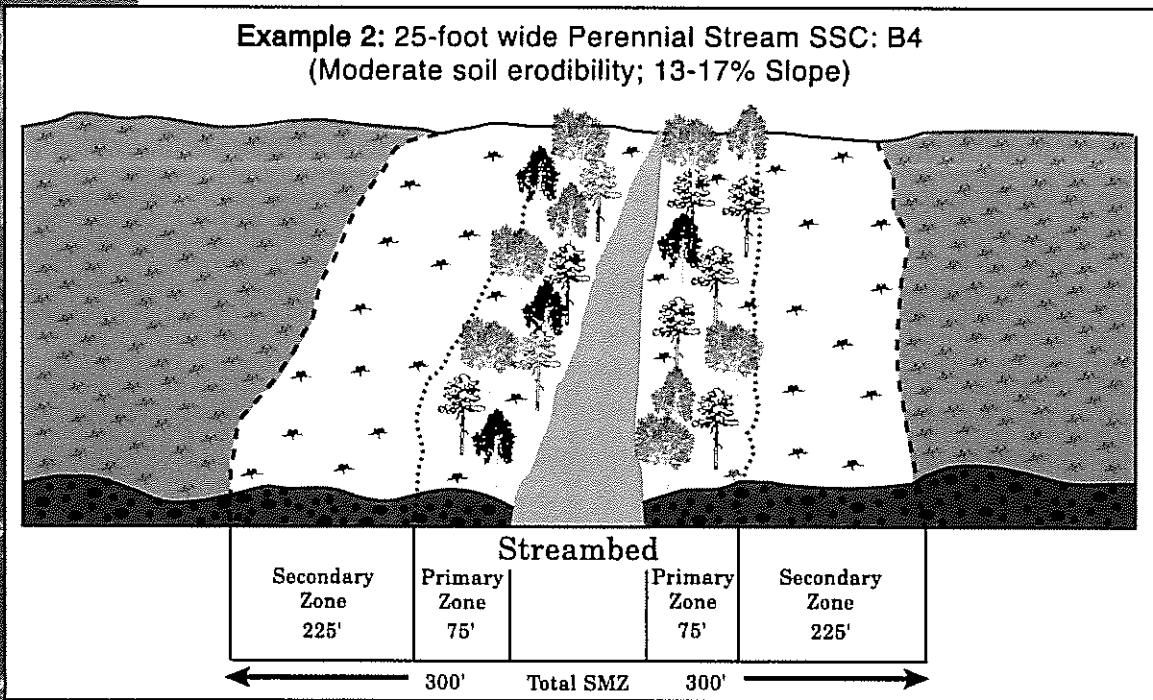 Example 2: 25-foot wide Perennial Stream SSC: B4
(Moderate soil erodibility; 13-17% Slope)
Streambed
Secondary Zone 225'
Primary Zone 75'
Primary Zone 75'
Secondary Zone 225'
300' Total SMZ 300'